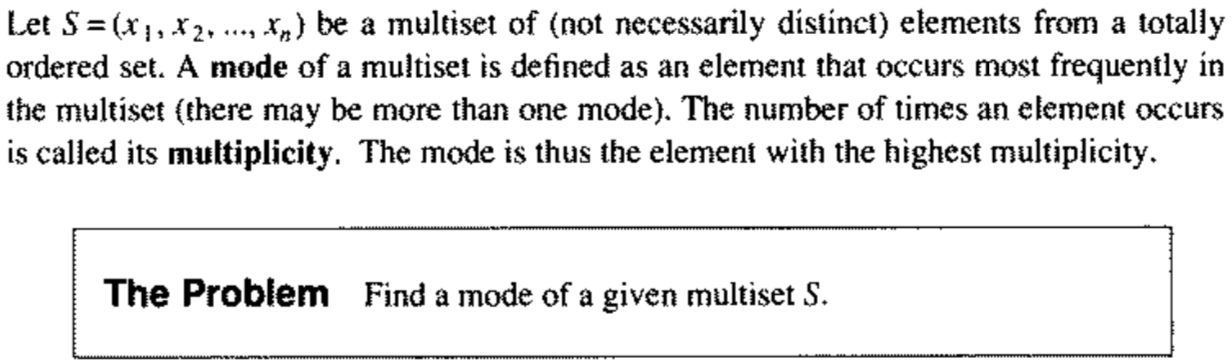 Let S = (x₁, x₂, ..., xₙ) be a multiset of (not necessarily distinct) elements from a totally
ordered set. A mode of a multiset is defined as an element that occurs most frequently in
the multiset (there may be more than one mode). The number of times an element occurs
is called its multiplicity. The mode is thus the element with the highest multiplicity.
The Problem Find a mode of a given multiset S.